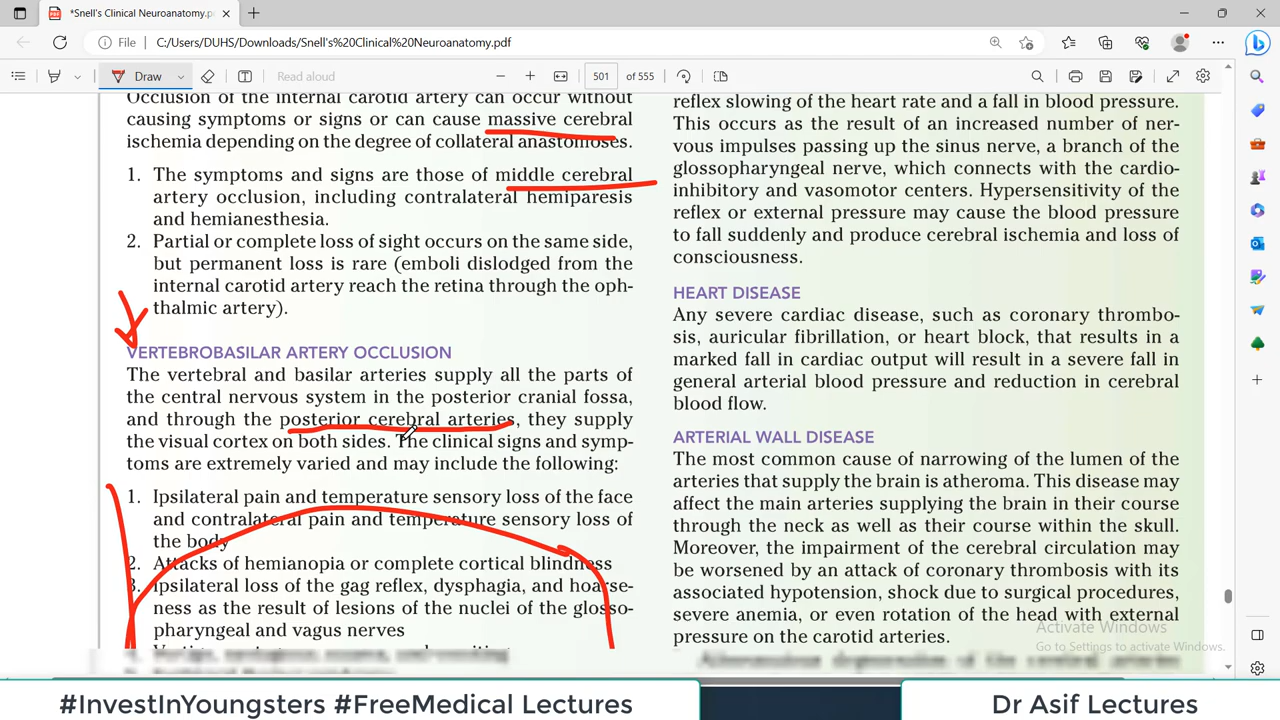 *Snell's Clinical Neuroanatomy.p
File
C:/Users/DUHS/Downloads/Snell's%20Clinical%20Neuroanatomy.pdf
Draw
Read aloud
501 of 555
Occlusion of the internal carotid artery can occur without
causing symptoms or signs or can cause massive cerebral
ischemia depending on the degree of collateral anastomoses.
1. The symptoms and signs are those of middle cerebral
artery occlusion, including contralateral hemiparesis
and hemianesthesia.
2. Partial or complete loss of sight occurs on the same side,
but permanent loss is rare (emboli dislodged from the
internal carotid artery reach the retina through the oph-
thalmic artery).
VERTEBROBASILAR ARTERY OCCLUSION
The vertebral and basilar arteries supply all the parts of
the central nervous system in the posterior cranial fossa,
and through the posterior cerebral arteries, they supply
the visual cortex on both sides. The clinical signs and symp-
toms are extremely varied and may include the following:
1. Ipsilateral pain and temperature sensory loss of the face
and contralateral pain and temperature sensory loss of
the body
2. Attacks of hemianopia or complete cortical blindness
3. Ipsilateral loss of the gag reflex, dysphagia, and hoarse-
ness as the result of lesions of the nuclei of the glosso-
pharyngeal and vagus nerves
reflex slowing of the heart rate and a fall in blood pressure.
This occurs as the result of an increased number of ner-
vous impulses passing up the sinus nerve, a branch of the
glossopharyngeal nerve, which connects with the cardio-
inhibitory and vasomotor centers. Hypersensitivity of the
reflex or external pressure may cause the blood pressure
to fall suddenly and produce cerebral ischemia and loss of
consciousness.
HEART DISEASE
Any severe cardiac disease, such as coronary thrombo-
sis, auricular fibrillation, or heart block, that results in a
marked fall in cardiac output will result in a severe fall in
general arterial blood pressure and reduction in cerebral
blood flow.
ARTERIAL WALL DISEASE
The most common cause of narrowing of the lumen of the
arteries that supply the brain is atheroma. This disease may
affect the main arteries supplying the brain in their course
through the neck as well as their course within the skull.
Moreover, the impairment of the cerebral circulation may
be worsened by an attack of coronary thrombosis with its
associated hypotension, shock due to surgical procedures,
severe anemia, or even rotation of the head with external
pressure on the carotid arteries.
Activate Windows
Go to Settings to activate Windows.
#InvestInYoungsters #FreeMedical Lectures
Dr Asif Lectures